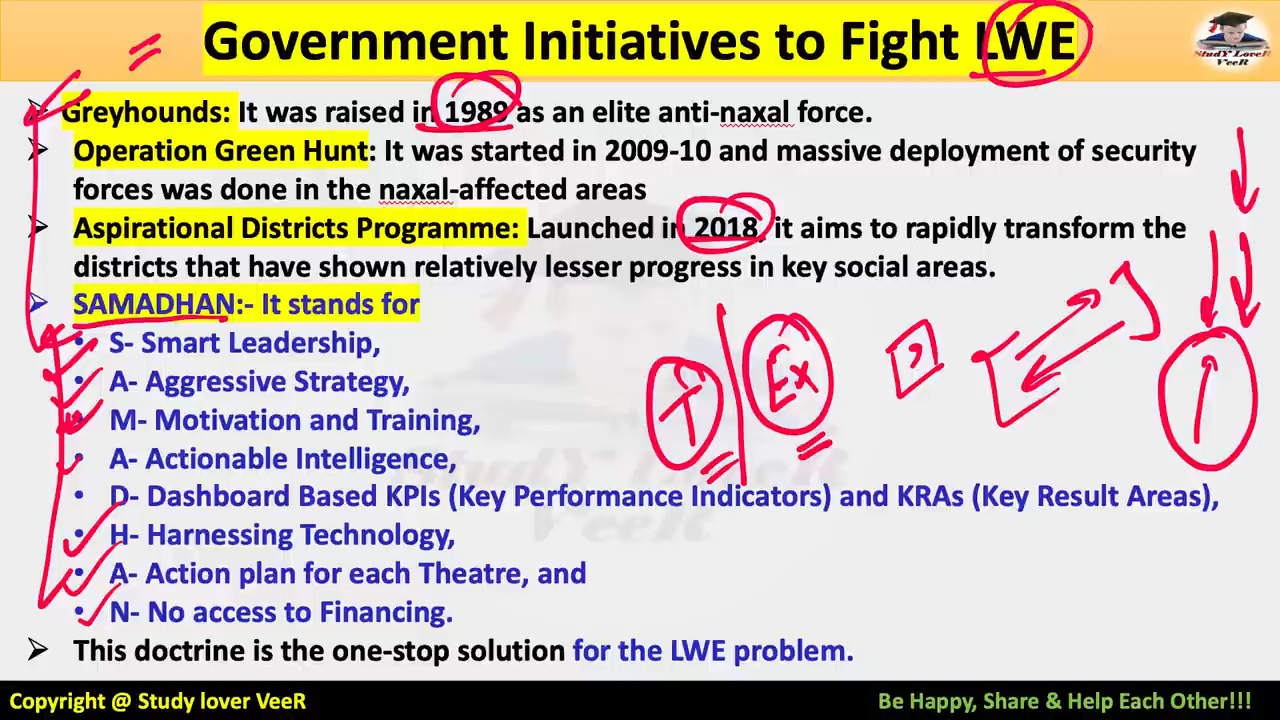 Government Initiatives to Fight LWE
StudY LoveR
VeeR
Greyhounds: It was raised in 1989 as an elite anti-naxal force.
Operation Green Hunt: It was started in 2009-10 and massive deployment of security
forces was done in the naxal-affected areas
Aspirational Districts Programme: Launched in 2018, it aims to rapidly transform the
districts that have shown relatively lesser progress in key social areas.
SAMADHAN:- It stands for
• S- Smart Leadership,
• A- Aggressive Strategy,
• M- Motivation and Training,
• A- Actionable Intelligence,
• D- Dashboard Based KPIs (Key Performance Indicators) and KRAs (Key Result Areas),
• H- Harnessing Technology,
• A- Action plan for each Theatre, and
• N- No access to Financing.
T
Ex
StudY LoveR
VeeR
This doctrine is the one-stop solution for the LWE problem.
Copyright @ Study lover VeeR
Be Happy, Share & Help Each Other!!!